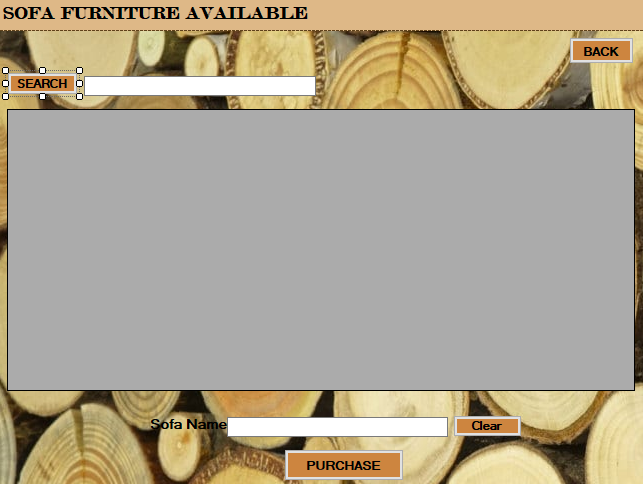 SOFA FURNITURE AVAILABLE
BACK
SEARCH
Sofa Name Clear
PURCHASE